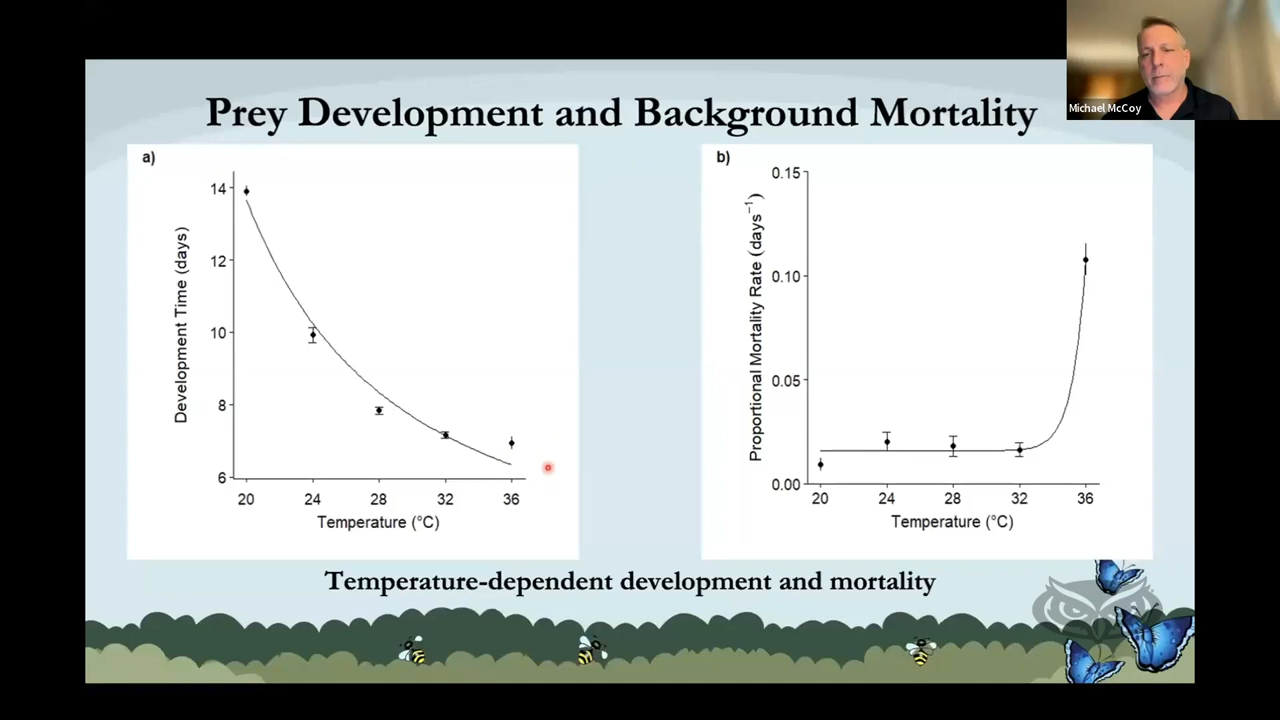 Michael McCoy
Prey Development and Background Mortality
a)
14
12
10
8
6
Development Time (days)
20 24 28 32 36
Temperature (°C)
b)
0.15
0.10
0.05
0.00
Proportional Mortality Rate (days⁻¹)
20 24 28 32 36
Temperature (°C)
Temperature-dependent development and mortality